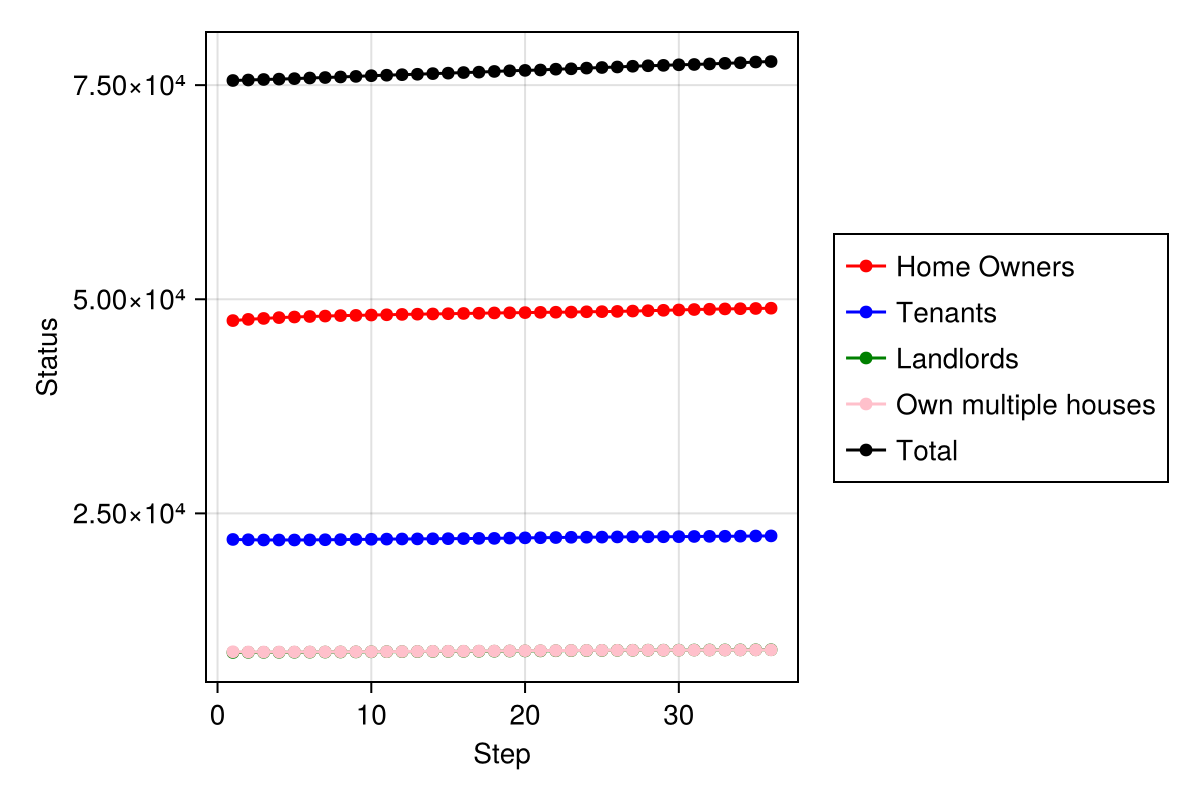 7.50×10⁴
5.00×10⁴
2.50×10⁴
Status
0 10 20 30
Step
Home Owners
Tenants
Landlords
Own multiple houses
Total